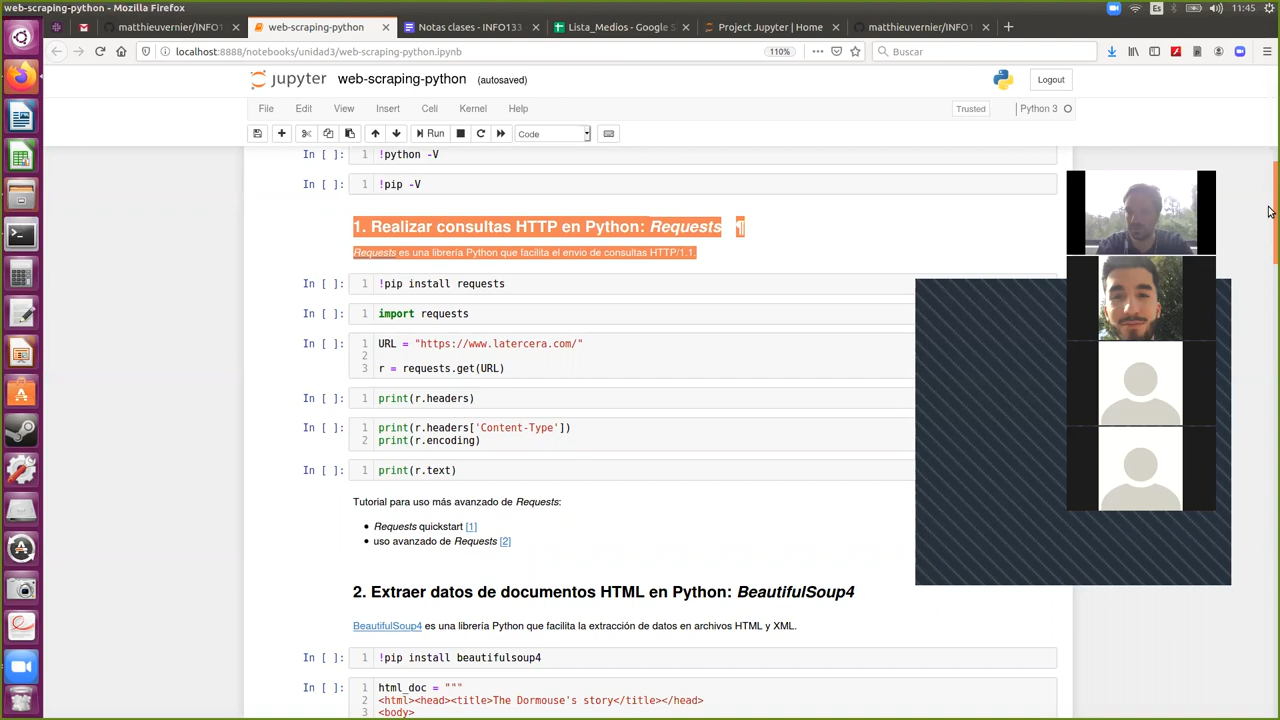 web-scraping-python - Mozilla Firefox
Es 11:45
matthieuvernier/INFO1
web-scraping-python
Notas clases - INFO133
Lista_Medios - Google S
Project Jupyter | Home
matthieuvernier/INFO1
localhost:8888/notebooks/unidad3/web-scraping-python.ipynb
110%
Buscar
jupyter web-scraping-python (autosaved)
Logout
File Edit View Insert Cell Kernel Help
Trusted
Python 3
Run
Code
In [ ]: 1 !python -V
In [ ]: 1 !pip -V
1. Realizar consultas HTTP en Python: Requests ¶
Requests es una librería Python que facilita el envio de consultas HTTP/1.1.
In [ ]: 1 !pip install requests
In [ ]: 1 import requests
In [ ]: 1 URL = "https://www.latercera.com/"
2
3 r = requests.get(URL)
In [ ]: 1 print(r.headers)
In [ ]: 1 print(r.headers['Content-Type'])
2 print(r.encoding)
In [ ]: 1 print(r.text)
Tutorial para uso más avanzado de Requests:
• Requests quickstart [1]
• uso avanzado de Requests [2]
2. Extraer datos de documentos HTML en Python: BeautifulSoup4
BeautifulSoup4 es una librería Python que facilita la extracción de datos en archivos HTML y XML.
In [ ]: 1 !pip install beautifulsoup4
In [ ]: 1 html_doc = """
2 <html><head><title>The Dormouse's story</title></head>
3 <body>